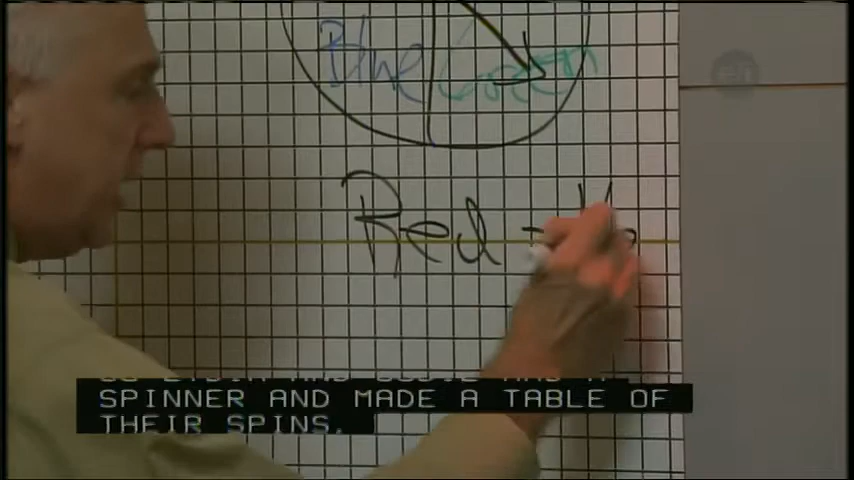 Blue Green
Red -
SPINNER AND MADE A TABLE OF
THEIR SPINS.